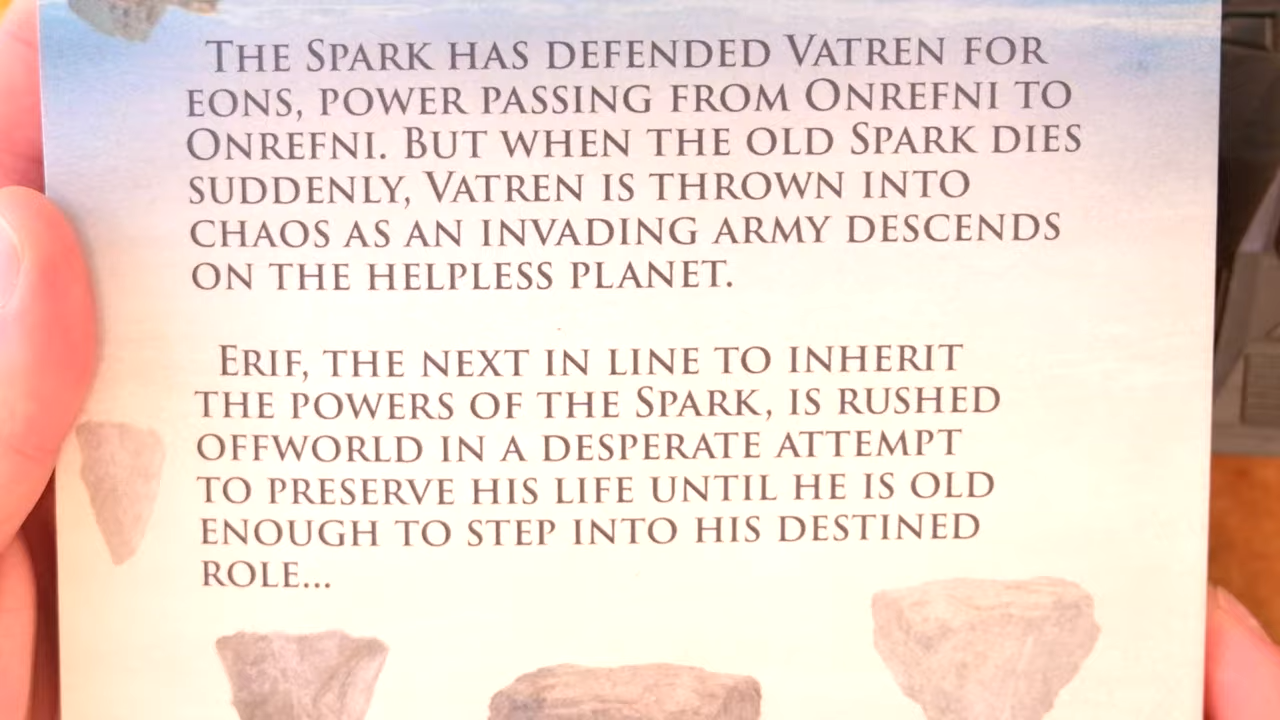 The Spark has defended Vatren for
eons, power passing from Onrefni to
Onrefni. But when the old Spark dies
suddenly, Vatren is thrown into
chaos as an invading army descends
on the helpless planet.
Erif, the next in line to inherit
the powers of the Spark, is rushed
offworld in a desperate attempt
to preserve his life until he is old
enough to step into his destined
role...